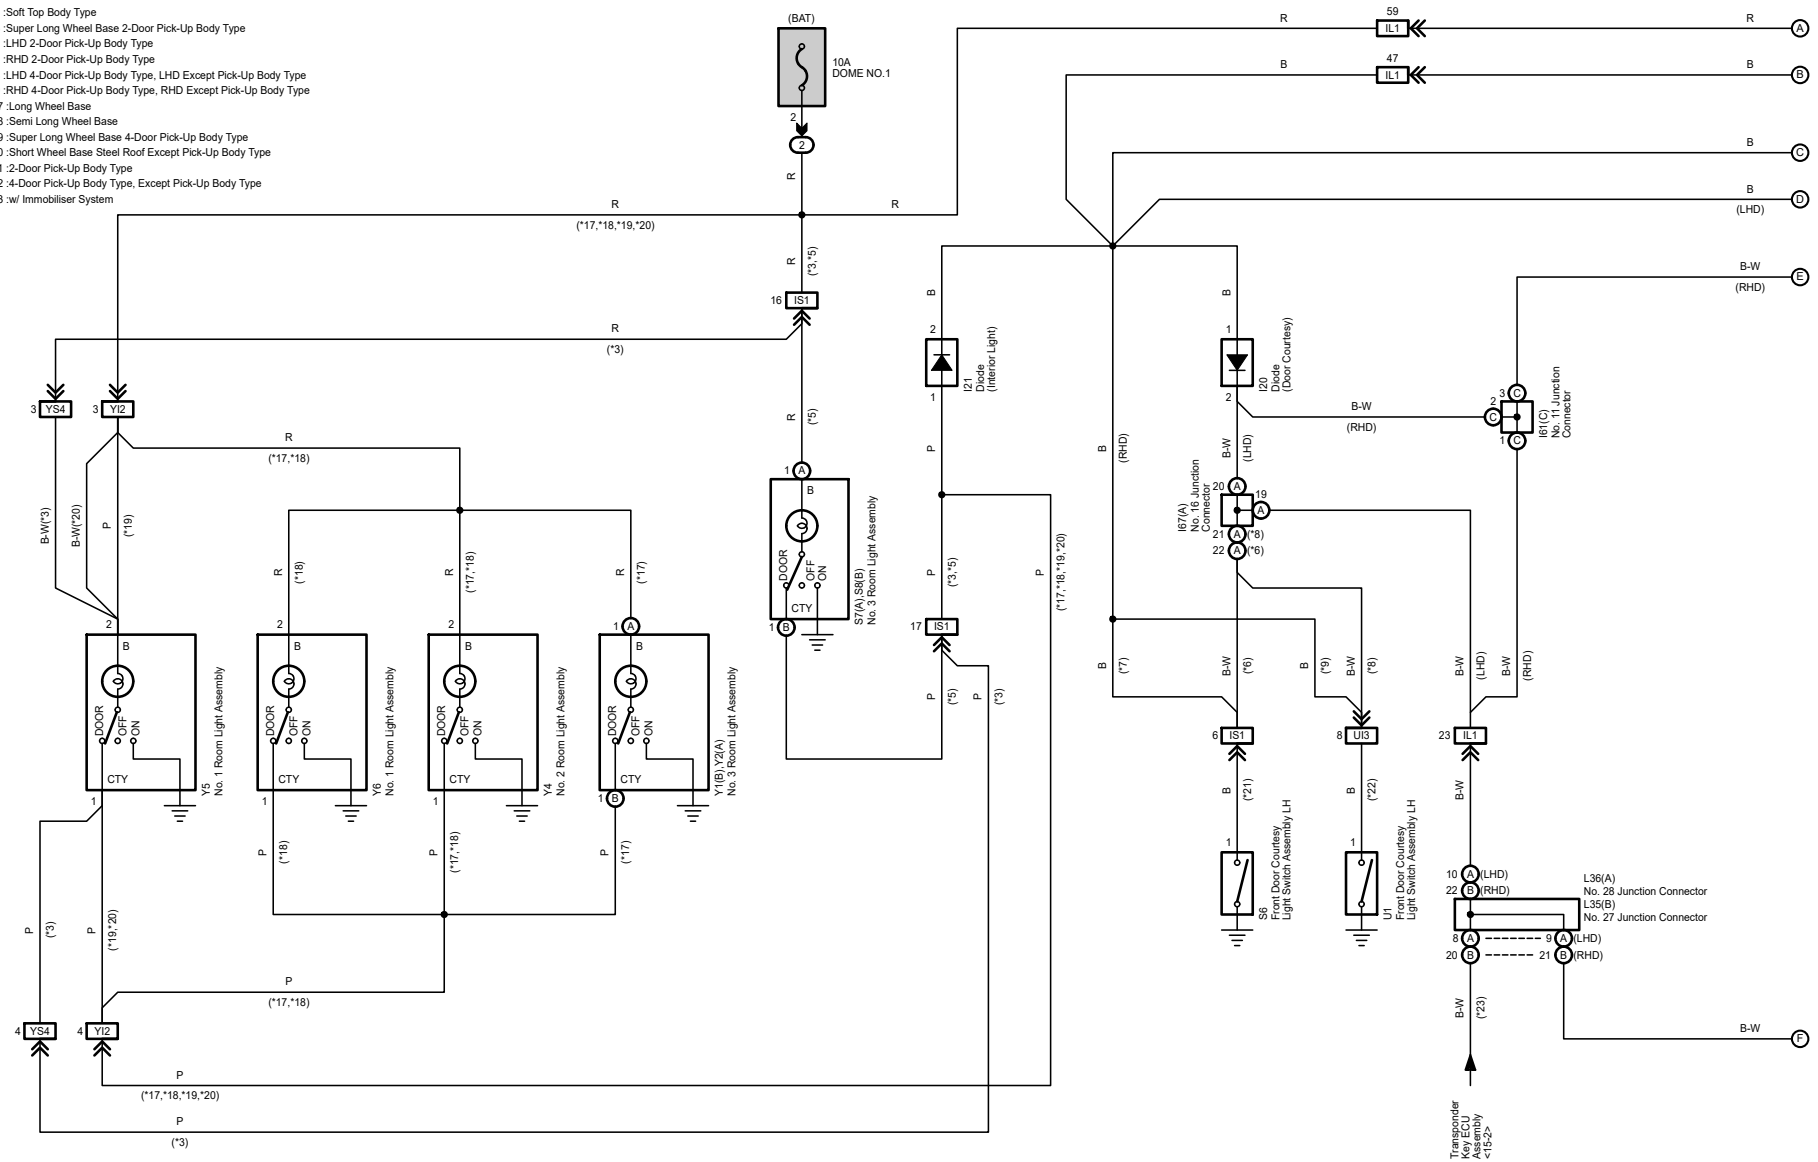 :Soft Top Body Type
:Super Long Wheel Base 2-Door Pick-Up Body Type
:LHD 2-Door Pick-Up Body Type
:RHD 2-Door Pick-Up Body Type
:LHD 4-Door Pick-Up Body Type, LHD Except Pick-Up Body Type
:RHD 4-Door Pick-Up Body Type, RHD Except Pick-Up Body Type
7 :Long Wheel Base
:Semi Long Wheel Base
9 :Super Long Wheel Base 4-Door Pick-Up Body Type
0 :Short Wheel Base Steel Roof Except Pick-Up Body Type
1 :2-Door Pick-Up Body Type
2 :4-Door Pick-Up Body Type, Except Pick-Up Body Type
3 :w/ Immobiliser System
(BAT)
10A
DOME NO.1
2
2
R
59
IL1
R
R
A
47
IL1
B
B
B
B
C
B
(LHD)
D
B-W
(RHD)
E
R
(*17,*18,*19,*20)
R
R
(*3,*5)
16 IS1
R
(*3)
3 YS4
3 YI2
R
(*17,*18)
B-W(*3)
B-W(*20)
P
(*19)
R
(*18)
R
(*17,*18)
R
(*17)
R
(*5)
1 A
B
DOOR
OFF
ON
CTY
1 B
S7(A),S8(B)
No. 3 Room Light Assembly
B
2
I21
Diode
(Interior Light)
1
P
P
(*3,*5)
P
(*17,*18,*19,*20)
17 IS1
P
(*5)
P
(*3)
B
1
I20
Diode
(Door Courtesy)
2
B-W
(RHD)
B-W
(LHD)
B
(RHD)
3 C
2
C
1 C
I61(C)
No. 11 Junction
Connector
I67(A)
No. 16 Junction
Connector
20 A
19
A
21 A (*8)
22 A (*6)
B
(*7)
B-W
(*6)
B
(*9)
B-W
(*8)
B-W
(LHD)
B-W
(RHD)
6 IS1
8 UI3
23 IL1
B
(*21)
B
(*22)
B-W
1
S6
Front Door Courtesy
Light Switch Assembly LH
1
U1
Front Door Courtesy
Light Switch Assembly LH
10 A (LHD)
22 B (RHD)
L36(A)
No. 28 Junction Connector
L35(B)
No. 27 Junction Connector
8 A 9 A (LHD)
20 B 21 B (RHD)
B-W
(*23)
B-W
F
Transponder
Key ECU
Assembly
<15-2>
2
B
DOOR
OFF
ON
CTY
1
Y5
No. 1 Room Light Assembly
2
B
DOOR
OFF
ON
CTY
1
Y6
No. 1 Room Light Assembly
2
B
DOOR
OFF
ON
CTY
1
Y4
No. 2 Room Light Assembly
1 A
B
DOOR
OFF
ON
CTY
1 B
Y1(B),Y2(A)
No. 3 Room Light Assembly
P
(*3)
P
(*19,*20)
P
(*18)
P
(*17,*18)
P
(*17)
P
(*17,*18)
4 YS4
4 YI2
P
(*17,*18,*19,*20)
P
(*3)